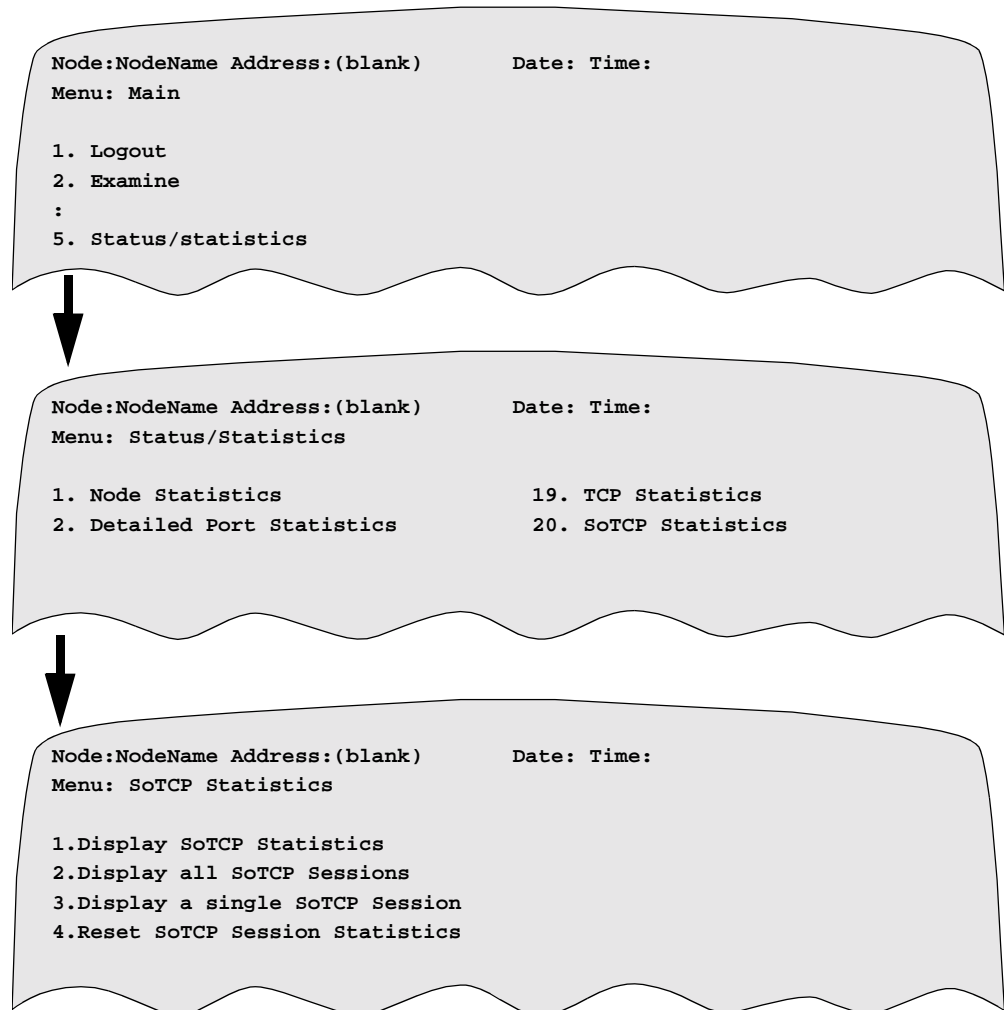 Node:NodeName Address:(blank) Date: Time:
Menu: Main
1. Logout
2. Examine
:
5. Status/statistics
Node:NodeName Address:(blank) Date: Time:
Menu: Status/Statistics
1. Node Statistics 19. TCP Statistics
2. Detailed Port Statistics 20. SoTCP Statistics
Node:NodeName Address:(blank) Date: Time:
Menu: SoTCP Statistics
1.Display SoTCP Statistics
2.Display all SoTCP Sessions
3.Display a single SoTCP Session
4.Reset SoTCP Session Statistics